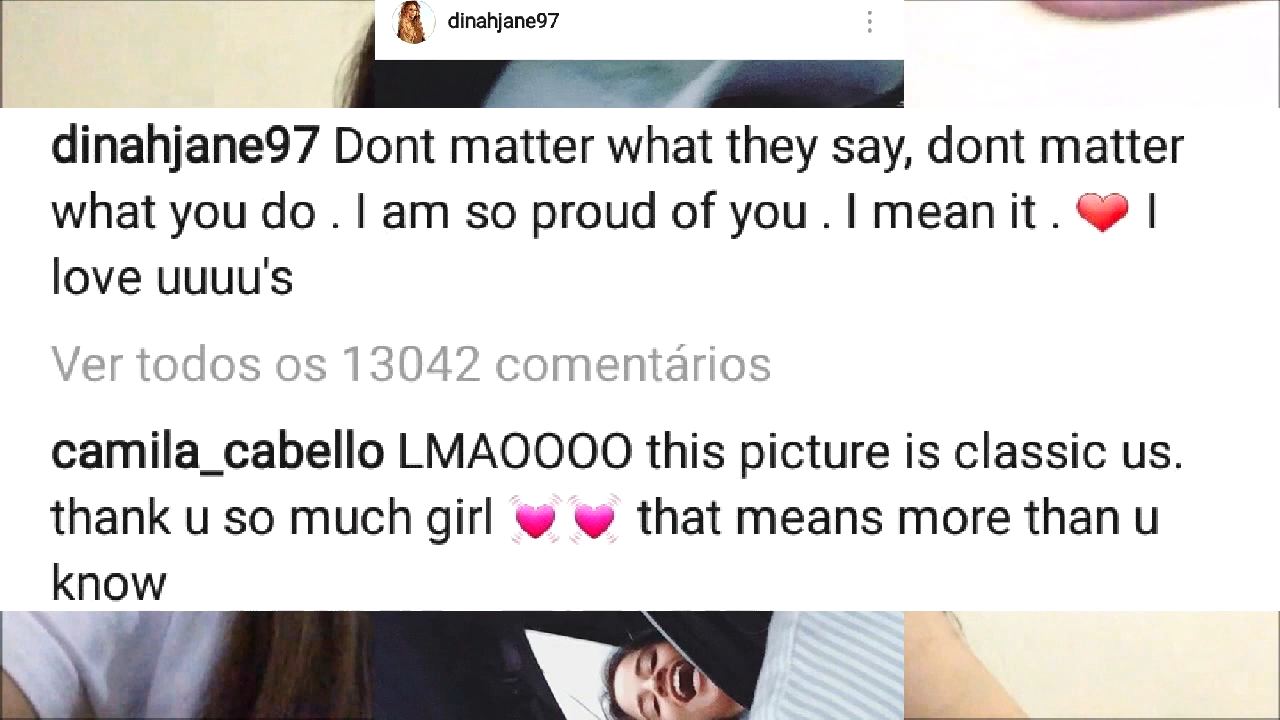 dinahjane97
dinahjane97 Dont matter what they say, dont matter
what you do . I am so proud of you . I mean it . ❤️ I
love uuuu's
Ver todos os 13042 comentários
camila_cabello LMAOOOO this picture is classic us.
thank u so much girl 💓💓 that means more than u
know